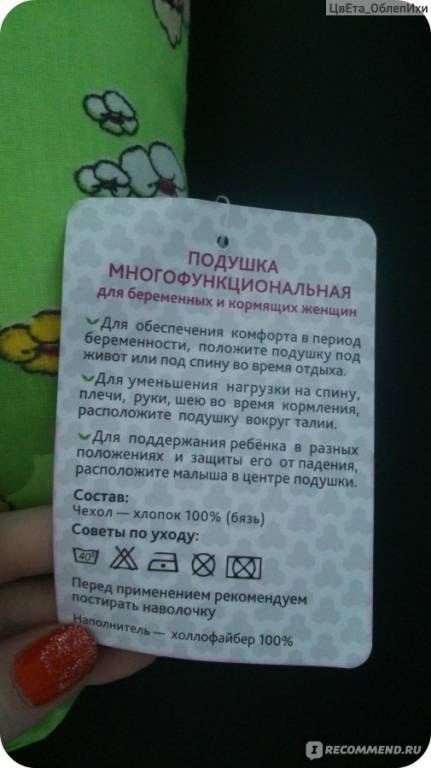 ЦвЕта_ОблепИхи
ПОДУШКА
МНОГОФУНКЦИОНАЛЬНАЯ
для беременных и кормящих женщин
Для обеспечения комфорта в период
беременности, положите подушку под
живот или под спину во время отдыха.
Для уменьшения нагрузки на спину,
плечи, руки, шею во время кормления,
расположите подушку вокруг талии.
Для поддержания ребёнка в разных
положениях и защиты его от падения,
расположите малыша в центре подушки.
Состав:
Чехол — хлопок 100% (бязь)
Советы по уходу:
40°
Перед применением рекомендуем
постирать наволочку
Наполнитель — холлофайбер 100%
I RECOMMEND.RU